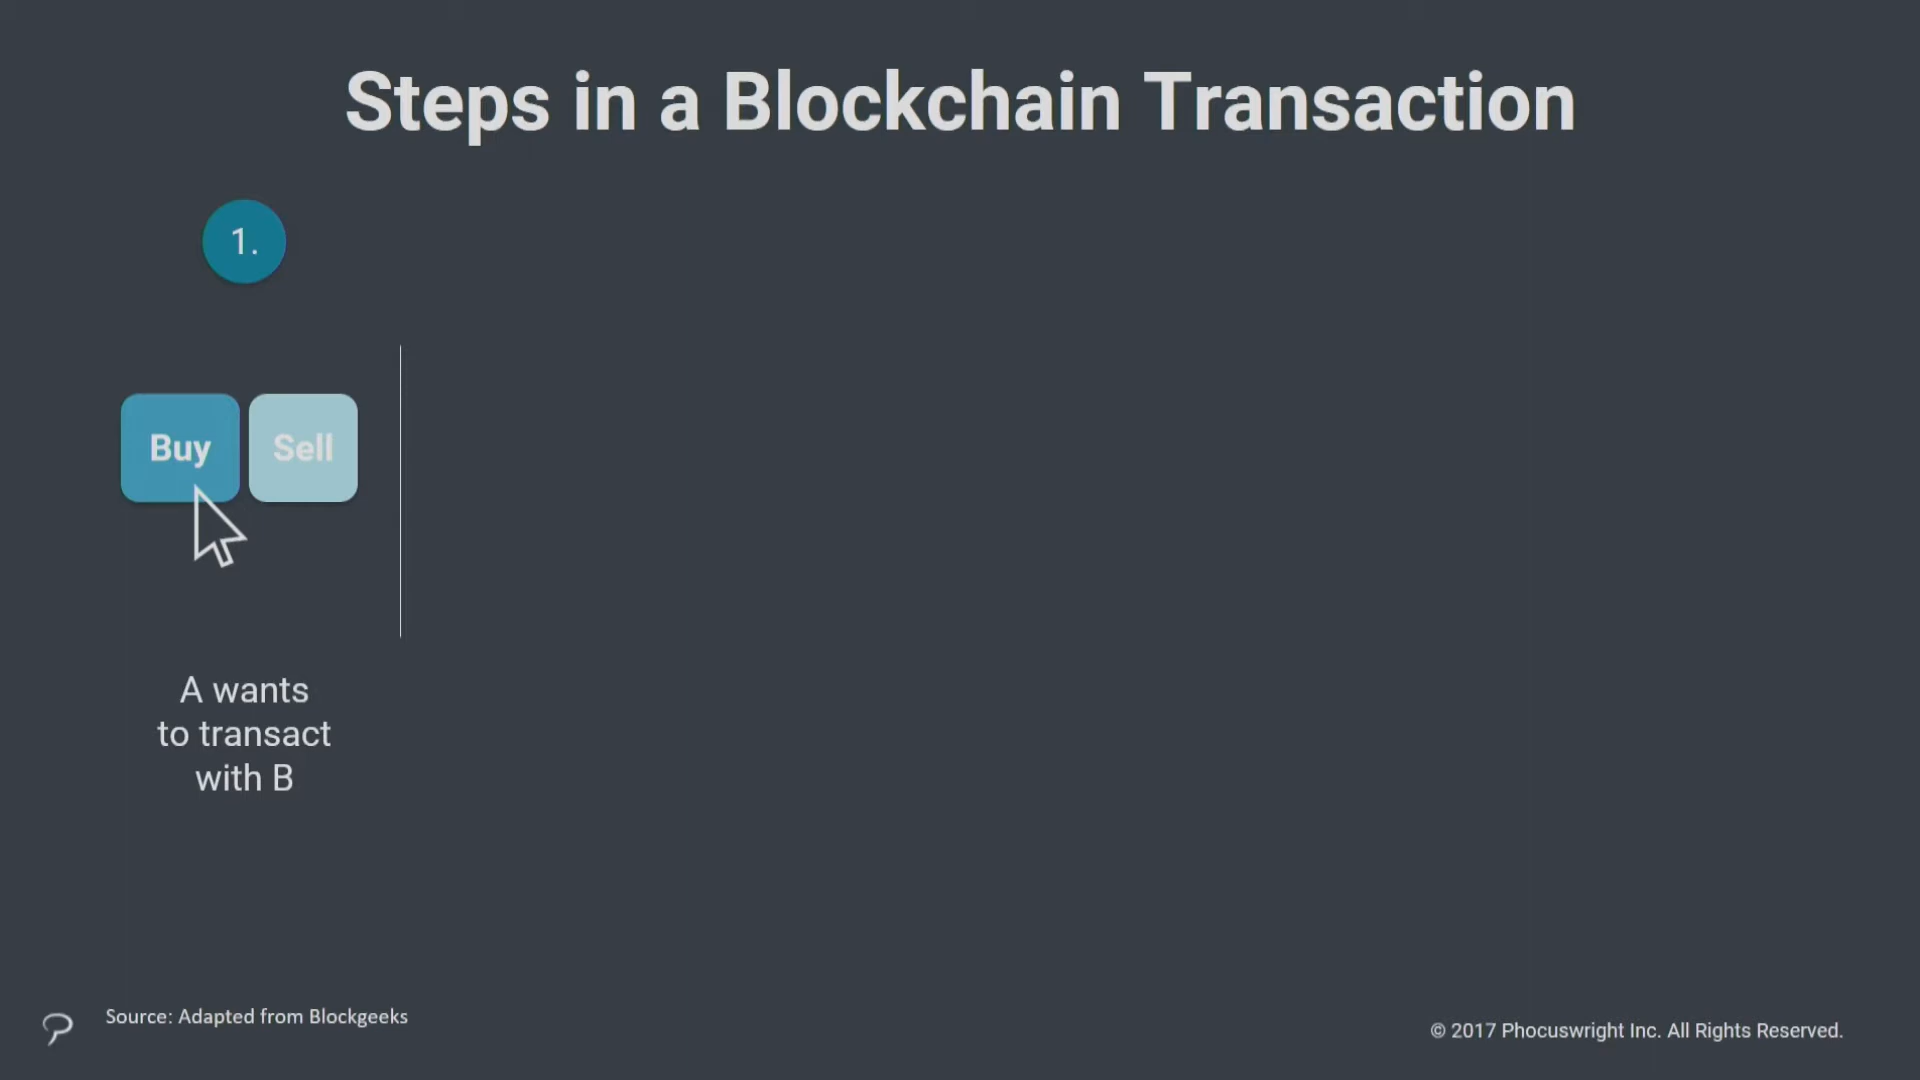 Steps in a Blockchain Transaction
1.
Buy
Sell
A wants
to transact
with B
Source: Adapted from Blockgeeks
© 2017 Phocuswright Inc. All Rights Reserved.